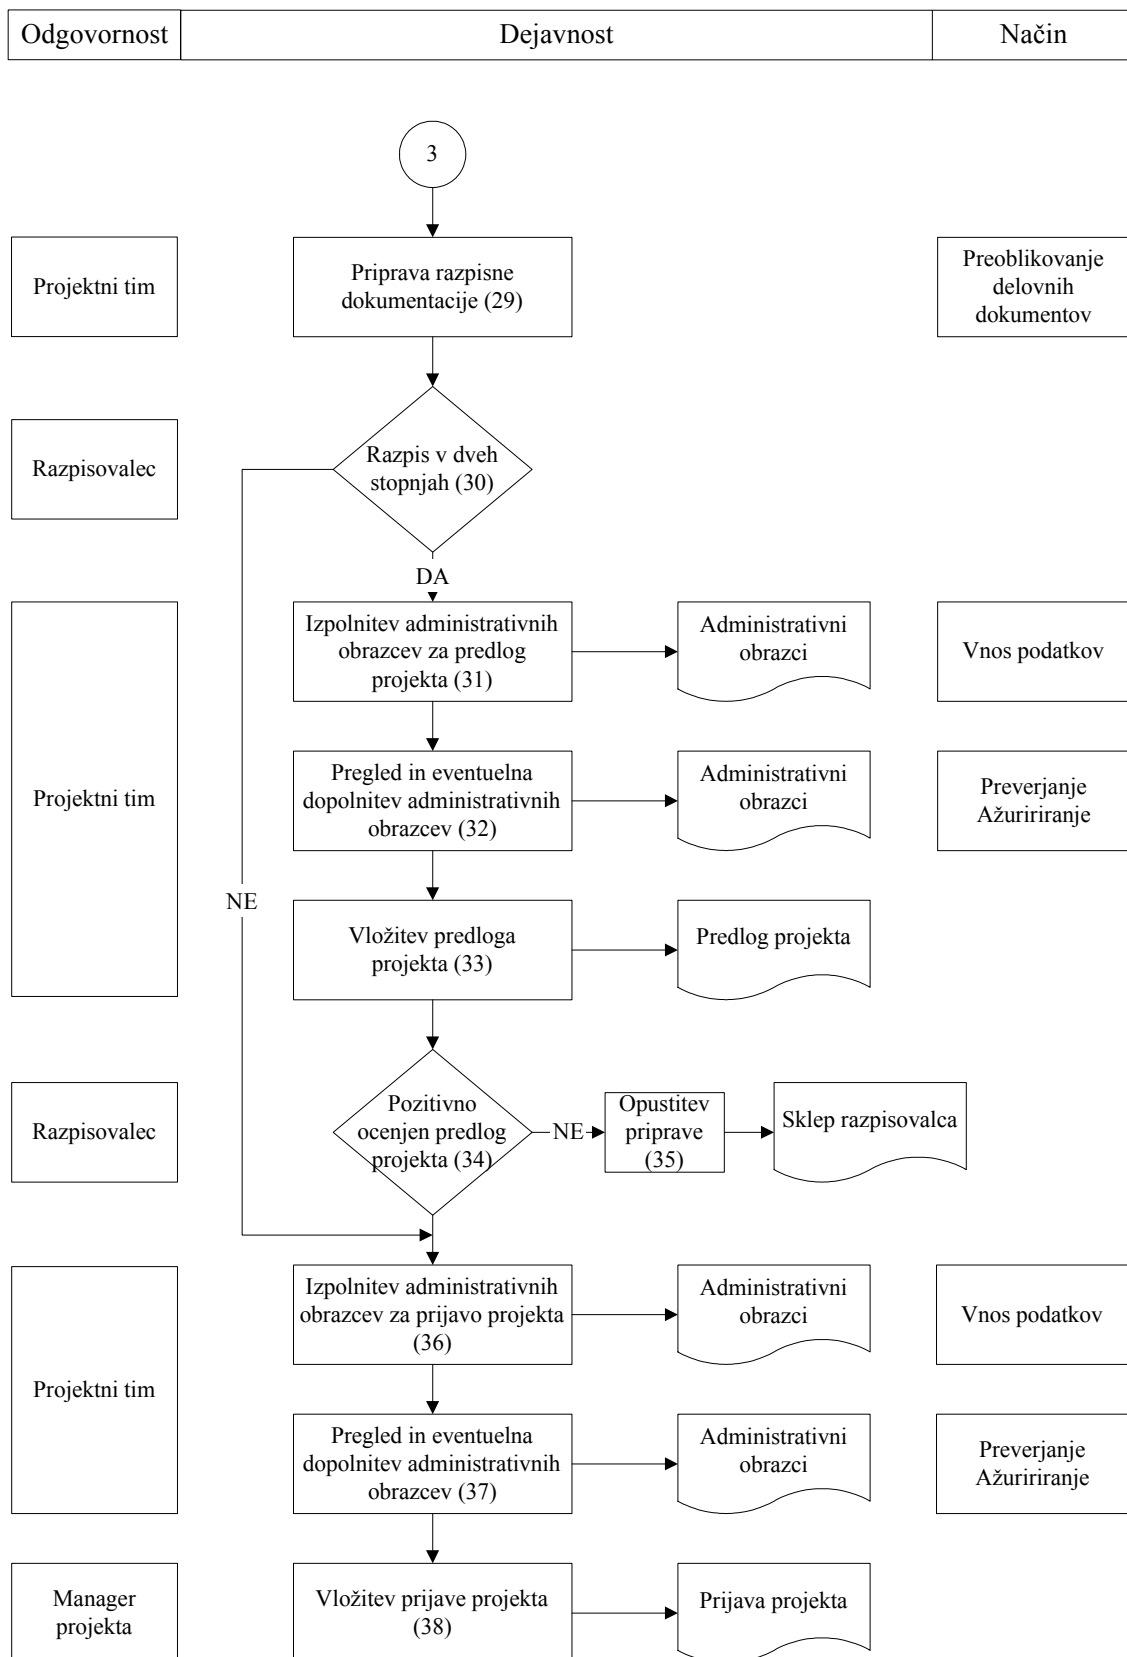 Odgovornost
Dejavnost
Način
3
Projektni tim
Priprava razpisne
dokumentacije (29)
Preoblikovanje
delovnih
dokumentov
Razpisovalec
Razpis v dveh
stopnjah (30)
DA
Projektni tim
Izpolnitev administrativnih
obrazcev za predlog
projekta (31)
Administrativni
obrazci
Vnos podatkov
Pregled in eventuelna
dopolnitev administrativnih
obrazcev (32)
Administrativni
obrazci
Preverjanje
Ažuririranje
NE
Vložitev predloga
projekta (33)
Predlog projekta
Razpisovalec
Pozitivno
ocenjen predlog
projekta (34)
NE
Opustitev
priprave
(35)
Sklep razpisovalca
Projektni tim
Izpolnitev administrativnih
obrazcev za prijavo projekta
(36)
Administrativni
obrazci
Vnos podatkov
Pregled in eventuelna
dopolnitev administrativnih
obrazcev (37)
Administrativni
obrazci
Preverjanje
Ažuririranje
Manager
projekta
Vložitev prijave projekta
(38)
Prijava projekta